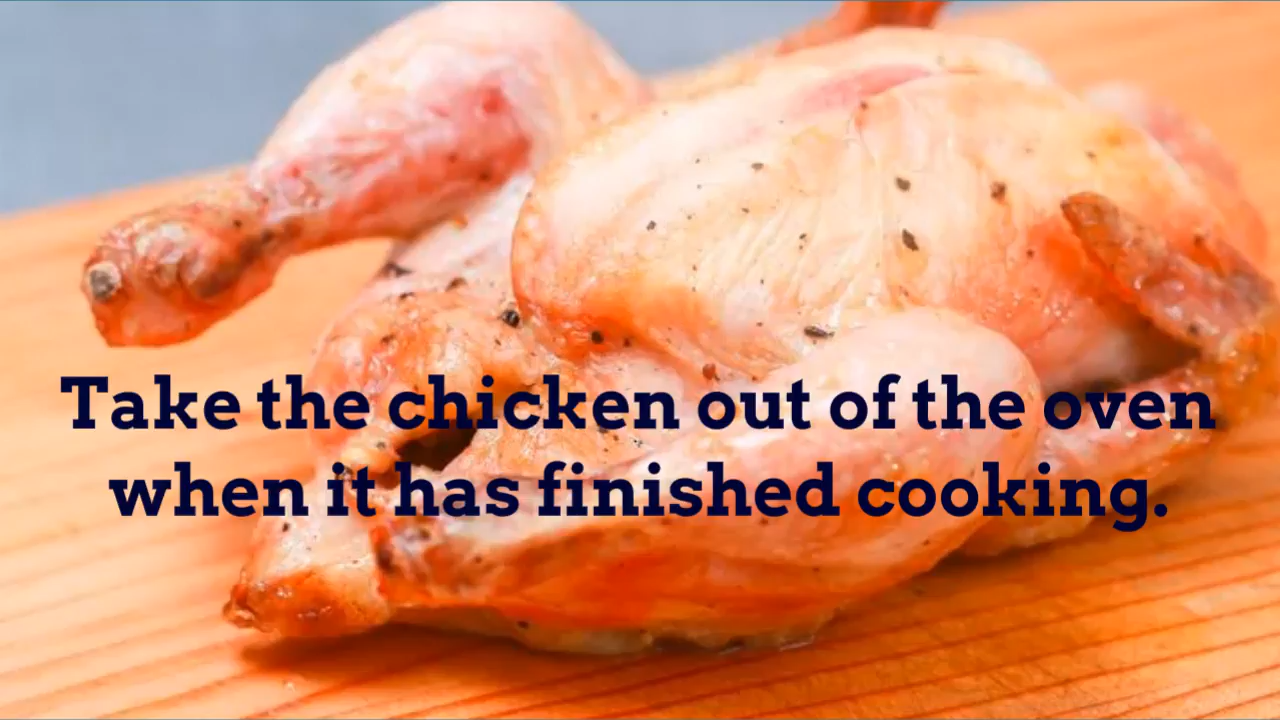 Take the chicken out of the oven
when it has finished cooking.